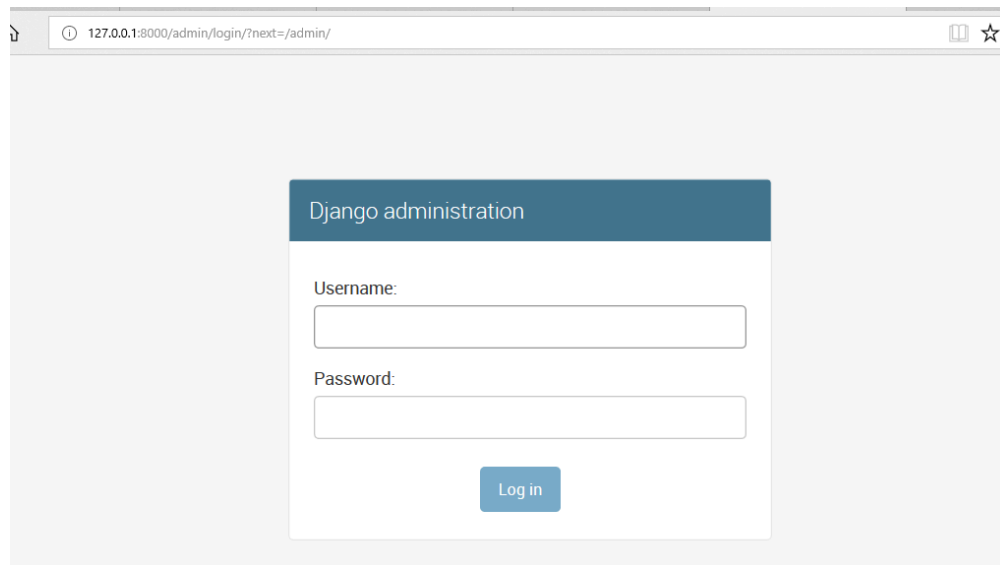 127.0.0.1:8000/admin/login/?next=/admin/
Django administration
Username:
Password:
Log in